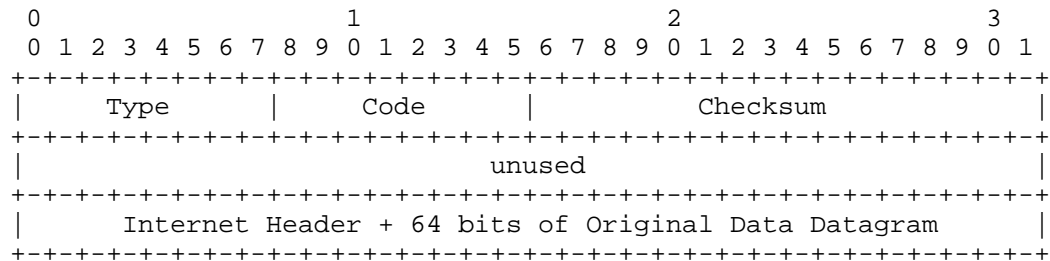 0                   1                   2                   3
 0 1 2 3 4 5 6 7 8 9 0 1 2 3 4 5 6 7 8 9 0 1 2 3 4 5 6 7 8 9 0 1
+-+-+-+-+-+-+-+-+-+-+-+-+-+-+-+-+-+-+-+-+-+-+-+-+-+-+-+-+-+-+-+-+
|     Type      |     Code      |          Checksum             |
+-+-+-+-+-+-+-+-+-+-+-+-+-+-+-+-+-+-+-+-+-+-+-+-+-+-+-+-+-+-+-+-+
|                             unused                            |
+-+-+-+-+-+-+-+-+-+-+-+-+-+-+-+-+-+-+-+-+-+-+-+-+-+-+-+-+-+-+-+-+
|      Internet Header + 64 bits of Original Data Datagram      |
+-+-+-+-+-+-+-+-+-+-+-+-+-+-+-+-+-+-+-+-+-+-+-+-+-+-+-+-+-+-+-+-+